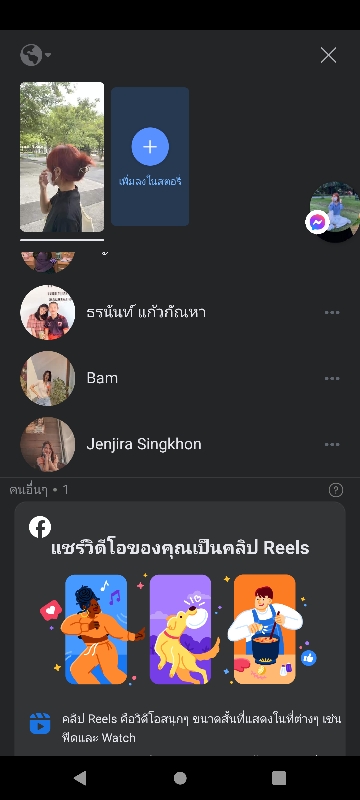 เพิ่มลงในสตอรี่
ธรนันท์ แก้วกัณหา
Bam
Jenjira Singkhon
คนอื่นๆ • 1
แชร์วิดีโอของคุณเป็นคลิป Reels
คลิป Reels คือวิดีโอสนุกๆ ขนาดสั้นที่แสดงในที่ต่างๆ เช่น
ฟีดและ Watch